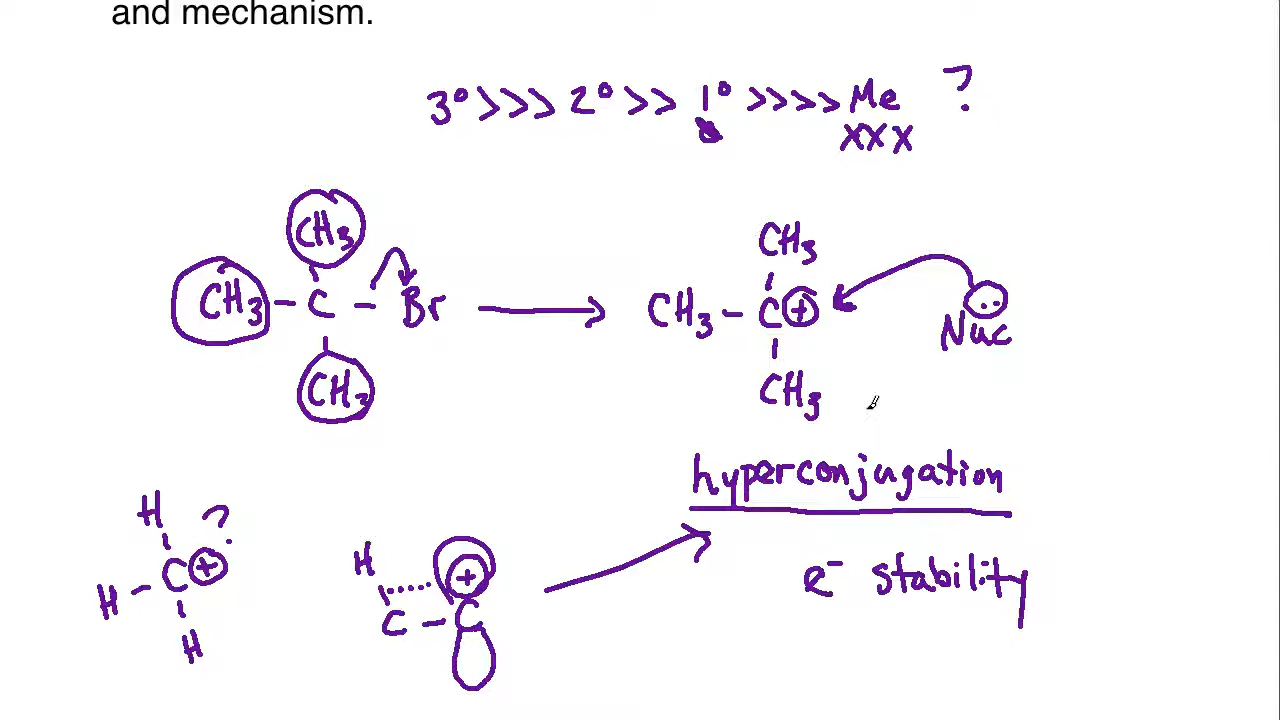 and mechanism.
3° >>> 2° >> 1° >>>> Me ?
XXX
CH3
CH3 - C - Br
CH3
CH3
CH3 - C +
CH3
Nuc
hyperconjugation
e- stability
H ?
H - C +
H
H +
C - C